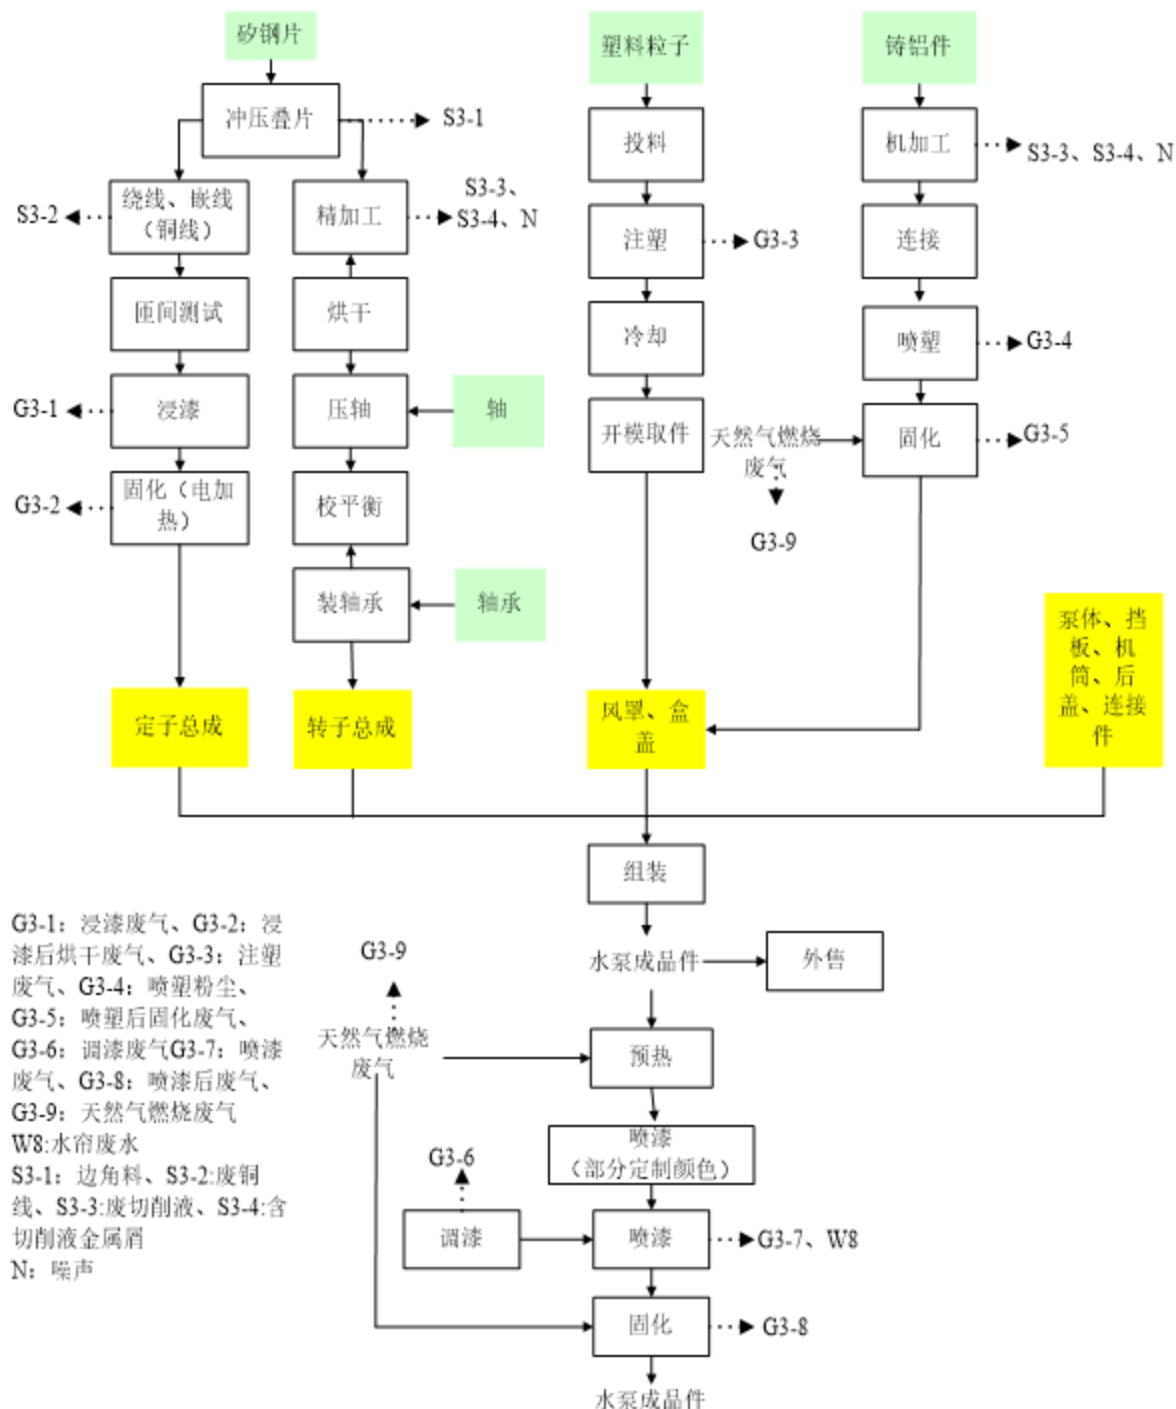 矽钢片
塑料粒子
铸铝件
冲压叠片
S3-1
投料
机加工
S3-3、S3-4、N
绕线、嵌线
（铜线）
S3-2
精加工
S3-3、
S3-4、N
注塑
G3-3
连接
匝间测试
烘干
冷却
喷塑
G3-4
浸漆
G3-1
压轴
轴
开模取件
天然气燃烧
废气
固化
G3-5
G3-9
固化（电加
热）
G3-2
校平衡
装轴承
轴承
泵体、挡
板、机
筒、后
盖、连接
件
定子总成
转子总成
风罩、盒
盖
组装
水泵成品件
外售
G3-9
天然气燃烧
废气
预热
喷漆
（部分定制颜色）
G3-6
调漆
喷漆
G3-7、W8
固化
G3-8
水泵成品件
G3-1：浸漆废气、G3-2：浸
漆后烘干废气、G3-3：注塑
废气、G3-4：喷塑粉尘、
G3-5：喷塑后固化废气、
G3-6：调漆废气G3-7：喷漆
废气、G3-8：喷漆后废气、
G3-9：天然气燃烧废气
W8:水帘废水
S3-1：边角料、S3-2:废铜
线、S3-3:废切削液、S3-4:含
切削液金属屑
N：噪声